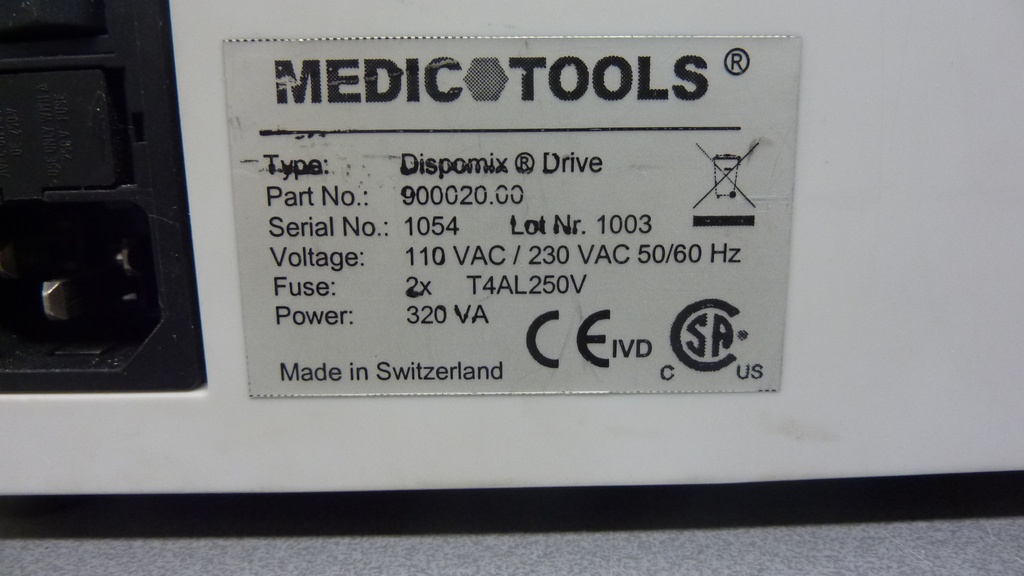 MEDIC TOOLS ®
Type: Dispomix ® Drive
Part No.: 900020.00
Serial No.: 1054 Lot Nr. 1003
Voltage: 110 VAC / 230 VAC 50/60 Hz
Fuse: 2x T4AL250V
Power: 320 VA
CE IVD
C SA US
Made in Switzerland